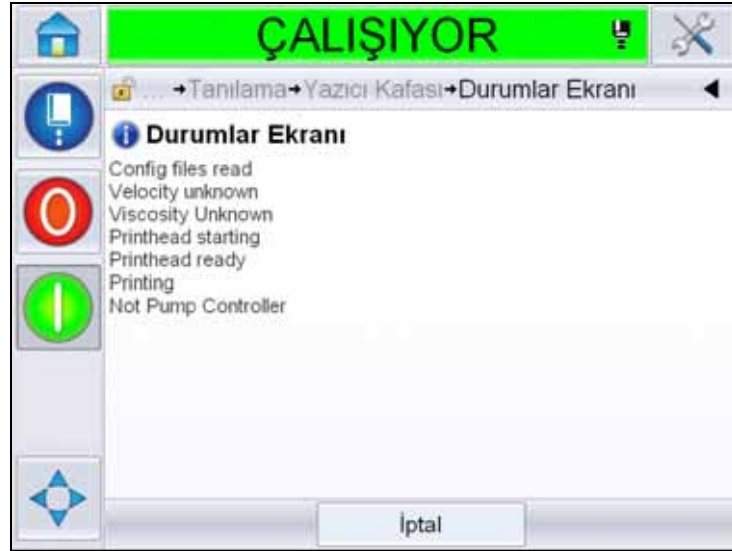 ÇALIŞIYOR
... →Tanılama→Yazıcı Kafası→Durumlar Ekranı
Durumlar Ekranı
Config files read
Velocity unknown
Viscosity Unknown
Printhead starting
Printhead ready
Printing
Not Pump Controller
İptal